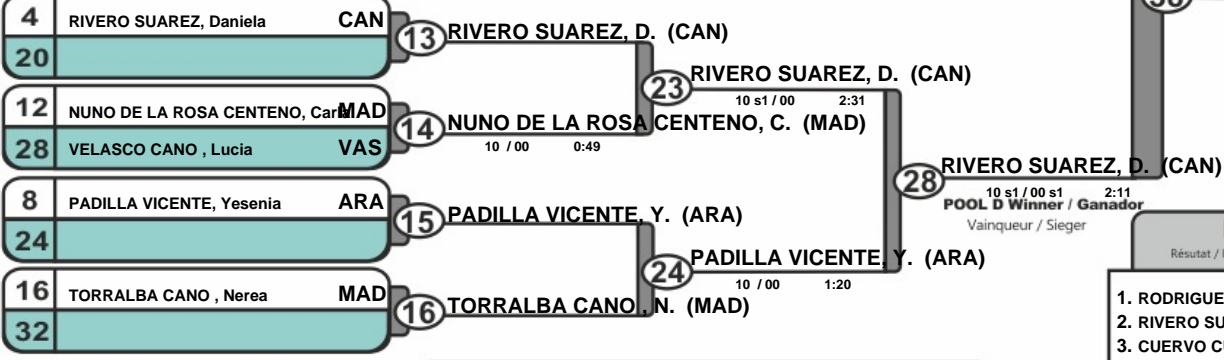 4 RIVERO SUAREZ, Daniela CAN
20
13 RIVERO SUAREZ, D. (CAN)
12 NUNO DE LA ROSA CENTENO, Carla MAD
28 VELASCO CANO , Lucia VAS
14 NUNO DE LA ROSA CENTENO, C. (MAD)
10 / 00 0:49
23 RIVERO SUAREZ, D. (CAN)
10 s1 / 00 2:31
8 PADILLA VICENTE, Yesenia ARA
24
15 PADILLA VICENTE, Y. (ARA)
16 TORRALBA CANO , Nerea MAD
32
16 TORRALBA CANO , N. (MAD)
24 PADILLA VICENTE, Y. (ARA)
10 / 00 1:20
28 RIVERO SUAREZ, D. (CAN)
10 s1 / 00 s1 2:11
POOL D Winner / Ganador
Vainqueur / Sieger
Résutat /
1. RODRIGUE
2. RIVERO SU
3. CUERVO